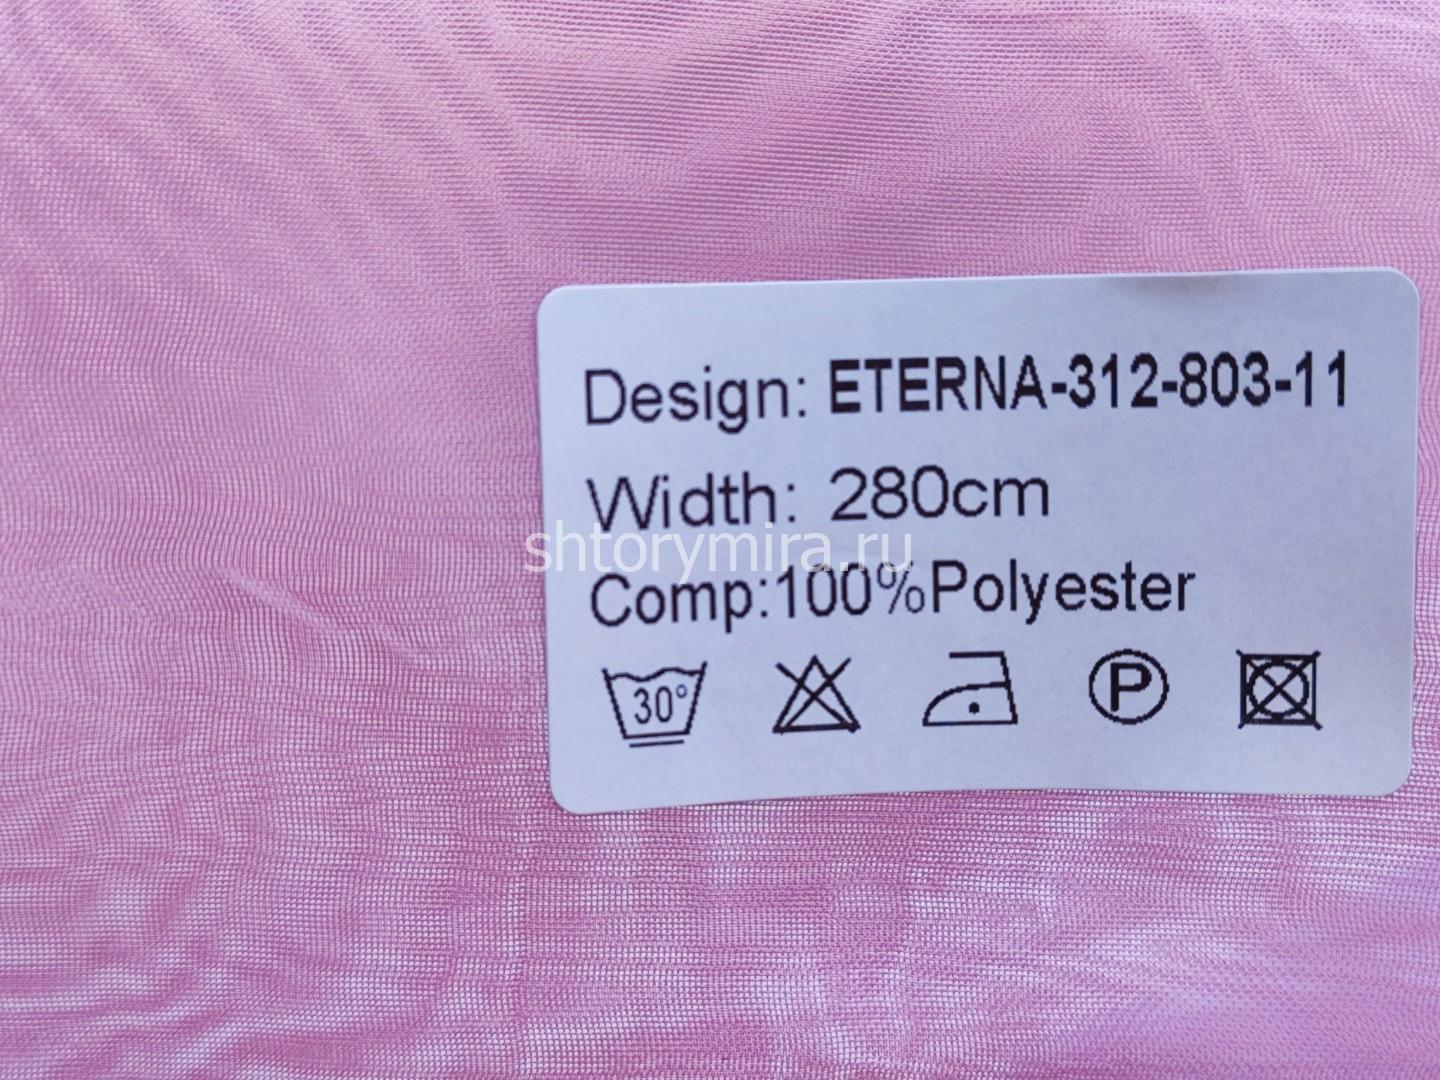 Design: ETERNA-312-803-11
Width: 280cm
shtorymira.ru
Comp:100%Polyester
30°
P